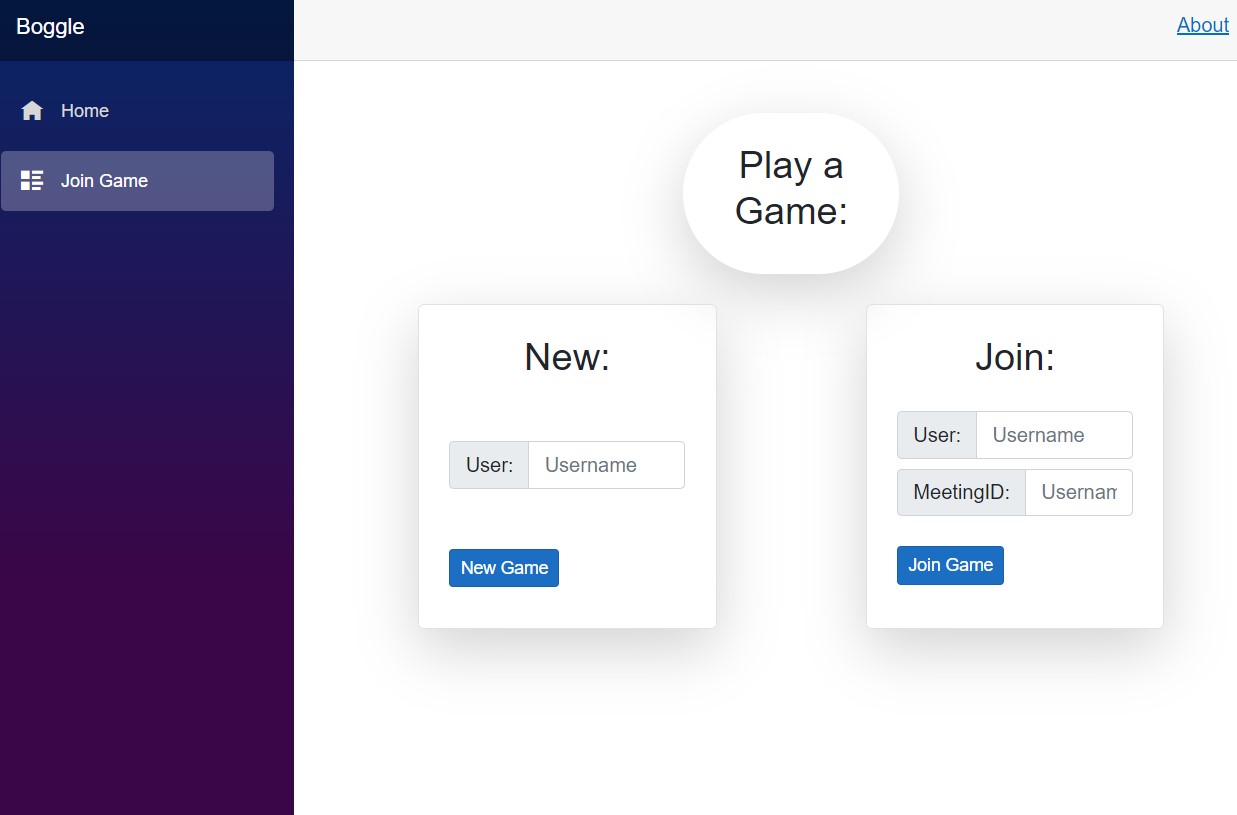 Boggle
About
Home
Join Game
Play a
Game:
New:
User: Username
New Game
Join:
User: Username
MeetingID: Usernam
Join Game